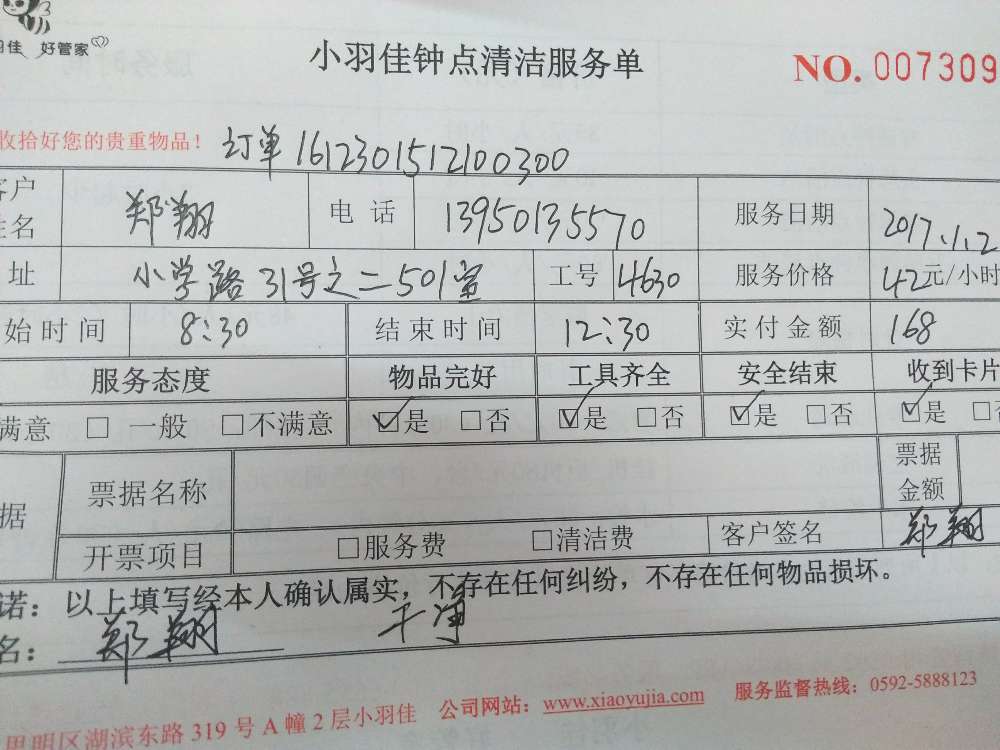 羽佳 好管家
小羽佳钟点清洁服务单
NO. 007309
收拾好您的贵重物品！ 订单1612301512100300
客户姓名 郑翔 电话 13950135570 服务日期 2017.1.2
址 小学路31号之二501室 工号 4630 服务价格 42元/小时
始时间 8:30 结束时间 12:30 实付金额 168
服务态度 物品完好 工具齐全 安全结束 收到卡片
满意 □ 一般 □不满意 ☑是 □否 ☑是 □否 ☑是 □否 ☑是 □否
据 票据名称 票据金额
开票项目 □服务费 □清洁费 客户签名 郑翔
诺：以上填写经本人确认属实，不存在任何纠纷，不存在任何物品损坏。
名：郑翔 干净
思明区湖滨东路319号A幢2层小羽佳 公司网站：www.xiaoyujia.com 服务监督热线：0592-5888123